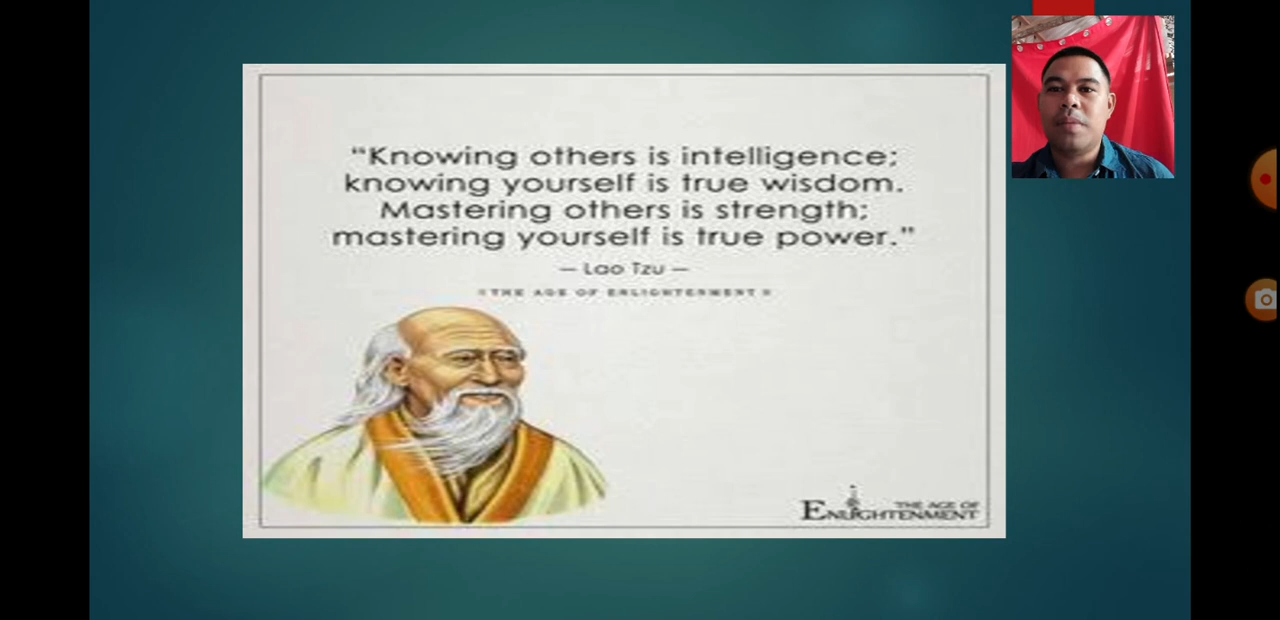 “Knowing others is intelligence;
knowing yourself is true wisdom.
Mastering others is strength;
mastering yourself is true power.”
— Lao Tzu —
THE AGE OF ENLIGHTENMENT
THE AGE OF
ENLIGHTENMENT